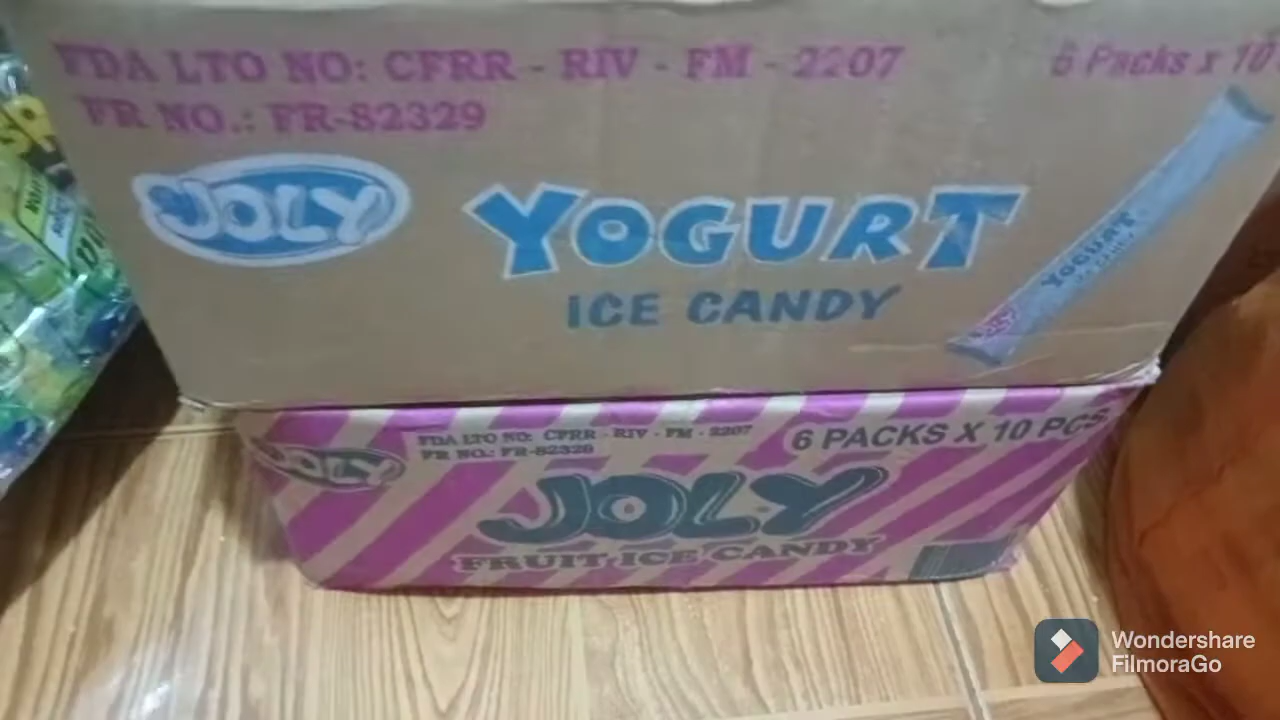 FDA LTO NO: CFRR - RIV - FM - 2207
FR NO.: FR-82329
6 Packs x 10
JOLY
YOGURT
ICE CANDY
YOGURT
JOLY
FDA LTO NO: CFRR - RIV - FM - 2207
FR NO.: FR-82328
6 PACKS X 10 PCS
JOLY
JOLY
FRUIT ICE CANDY
Wondershare
FilmoraGo